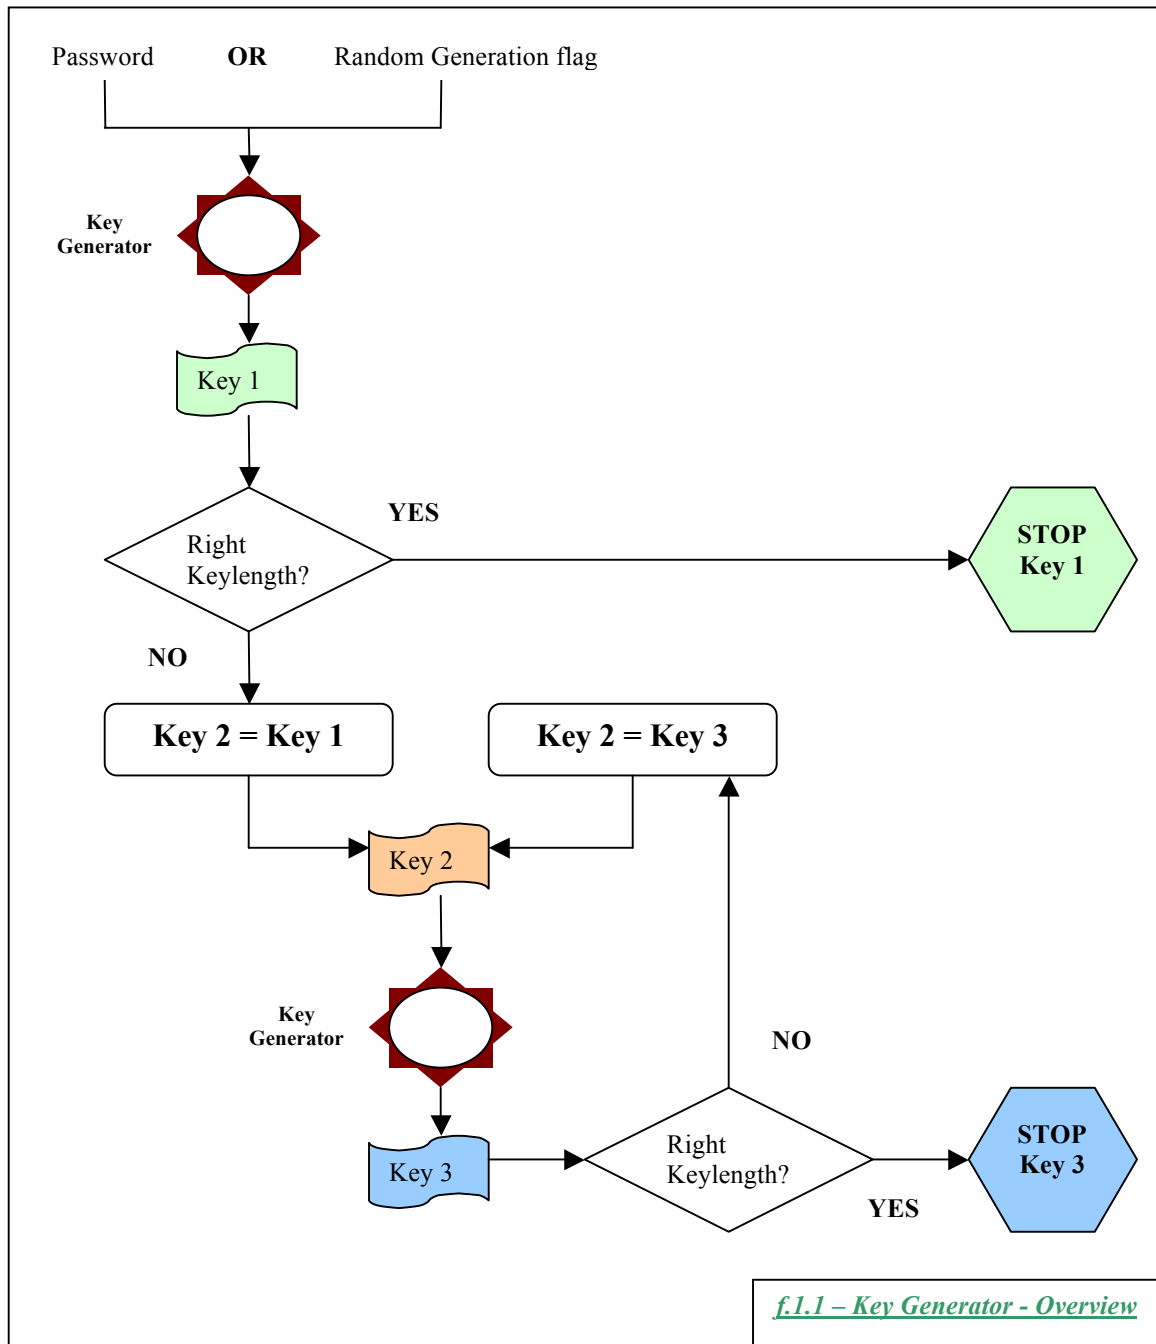 Password OR Random Generation flag
Key
Generator
Key 1
YES
Right
Keylength?
STOP
Key 1
NO
Key 2 = Key 1
Key 2 = Key 3
Key 2
Key
Generator
NO
Key 3
Right
Keylength?
STOP
Key 3
YES
f.1.1 – Key Generator - Overview